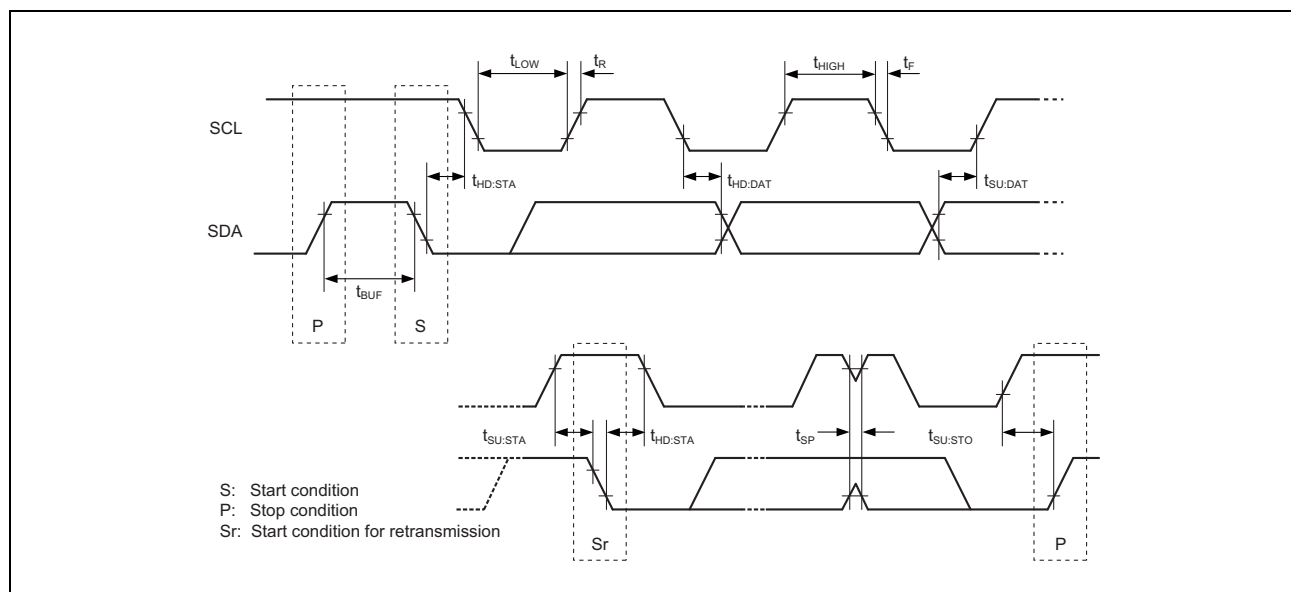 tLOW tR tHIGH tF
SCL
tHD:STA tHD:DAT tSU:DAT
SDA
tBUF
P S
tSU:STA tHD:STA tSP tSU:STO
S: Start condition
P: Stop condition
Sr: Start condition for retransmission
Sr P